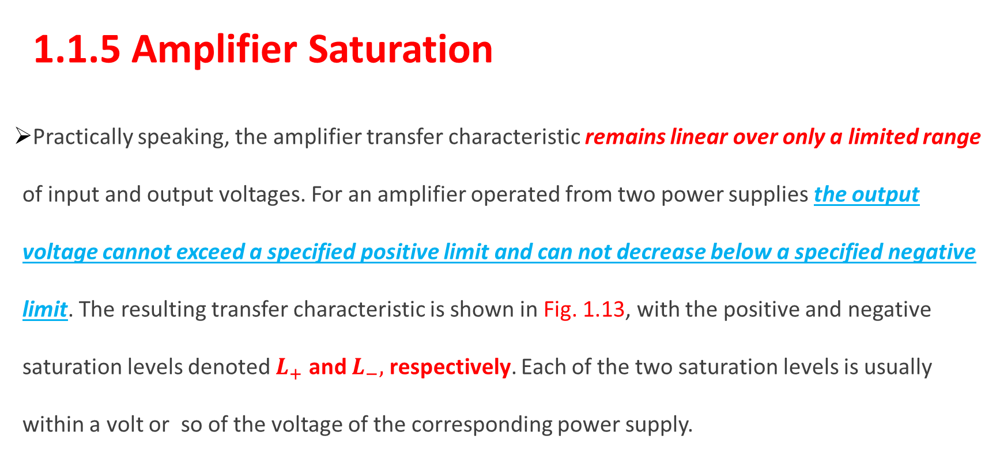 1.1.5 Amplifier Saturation
➢Practically speaking, the amplifier transfer characteristic remains linear over only a limited range
of input and output voltages. For an amplifier operated from two power supplies the output
voltage cannot exceed a specified positive limit and can not decrease below a specified negative
limit. The resulting transfer characteristic is shown in Fig. 1.13, with the positive and negative
saturation levels denoted L₊ and L₋, respectively. Each of the two saturation levels is usually
within a volt or  so of the voltage of the corresponding power supply.